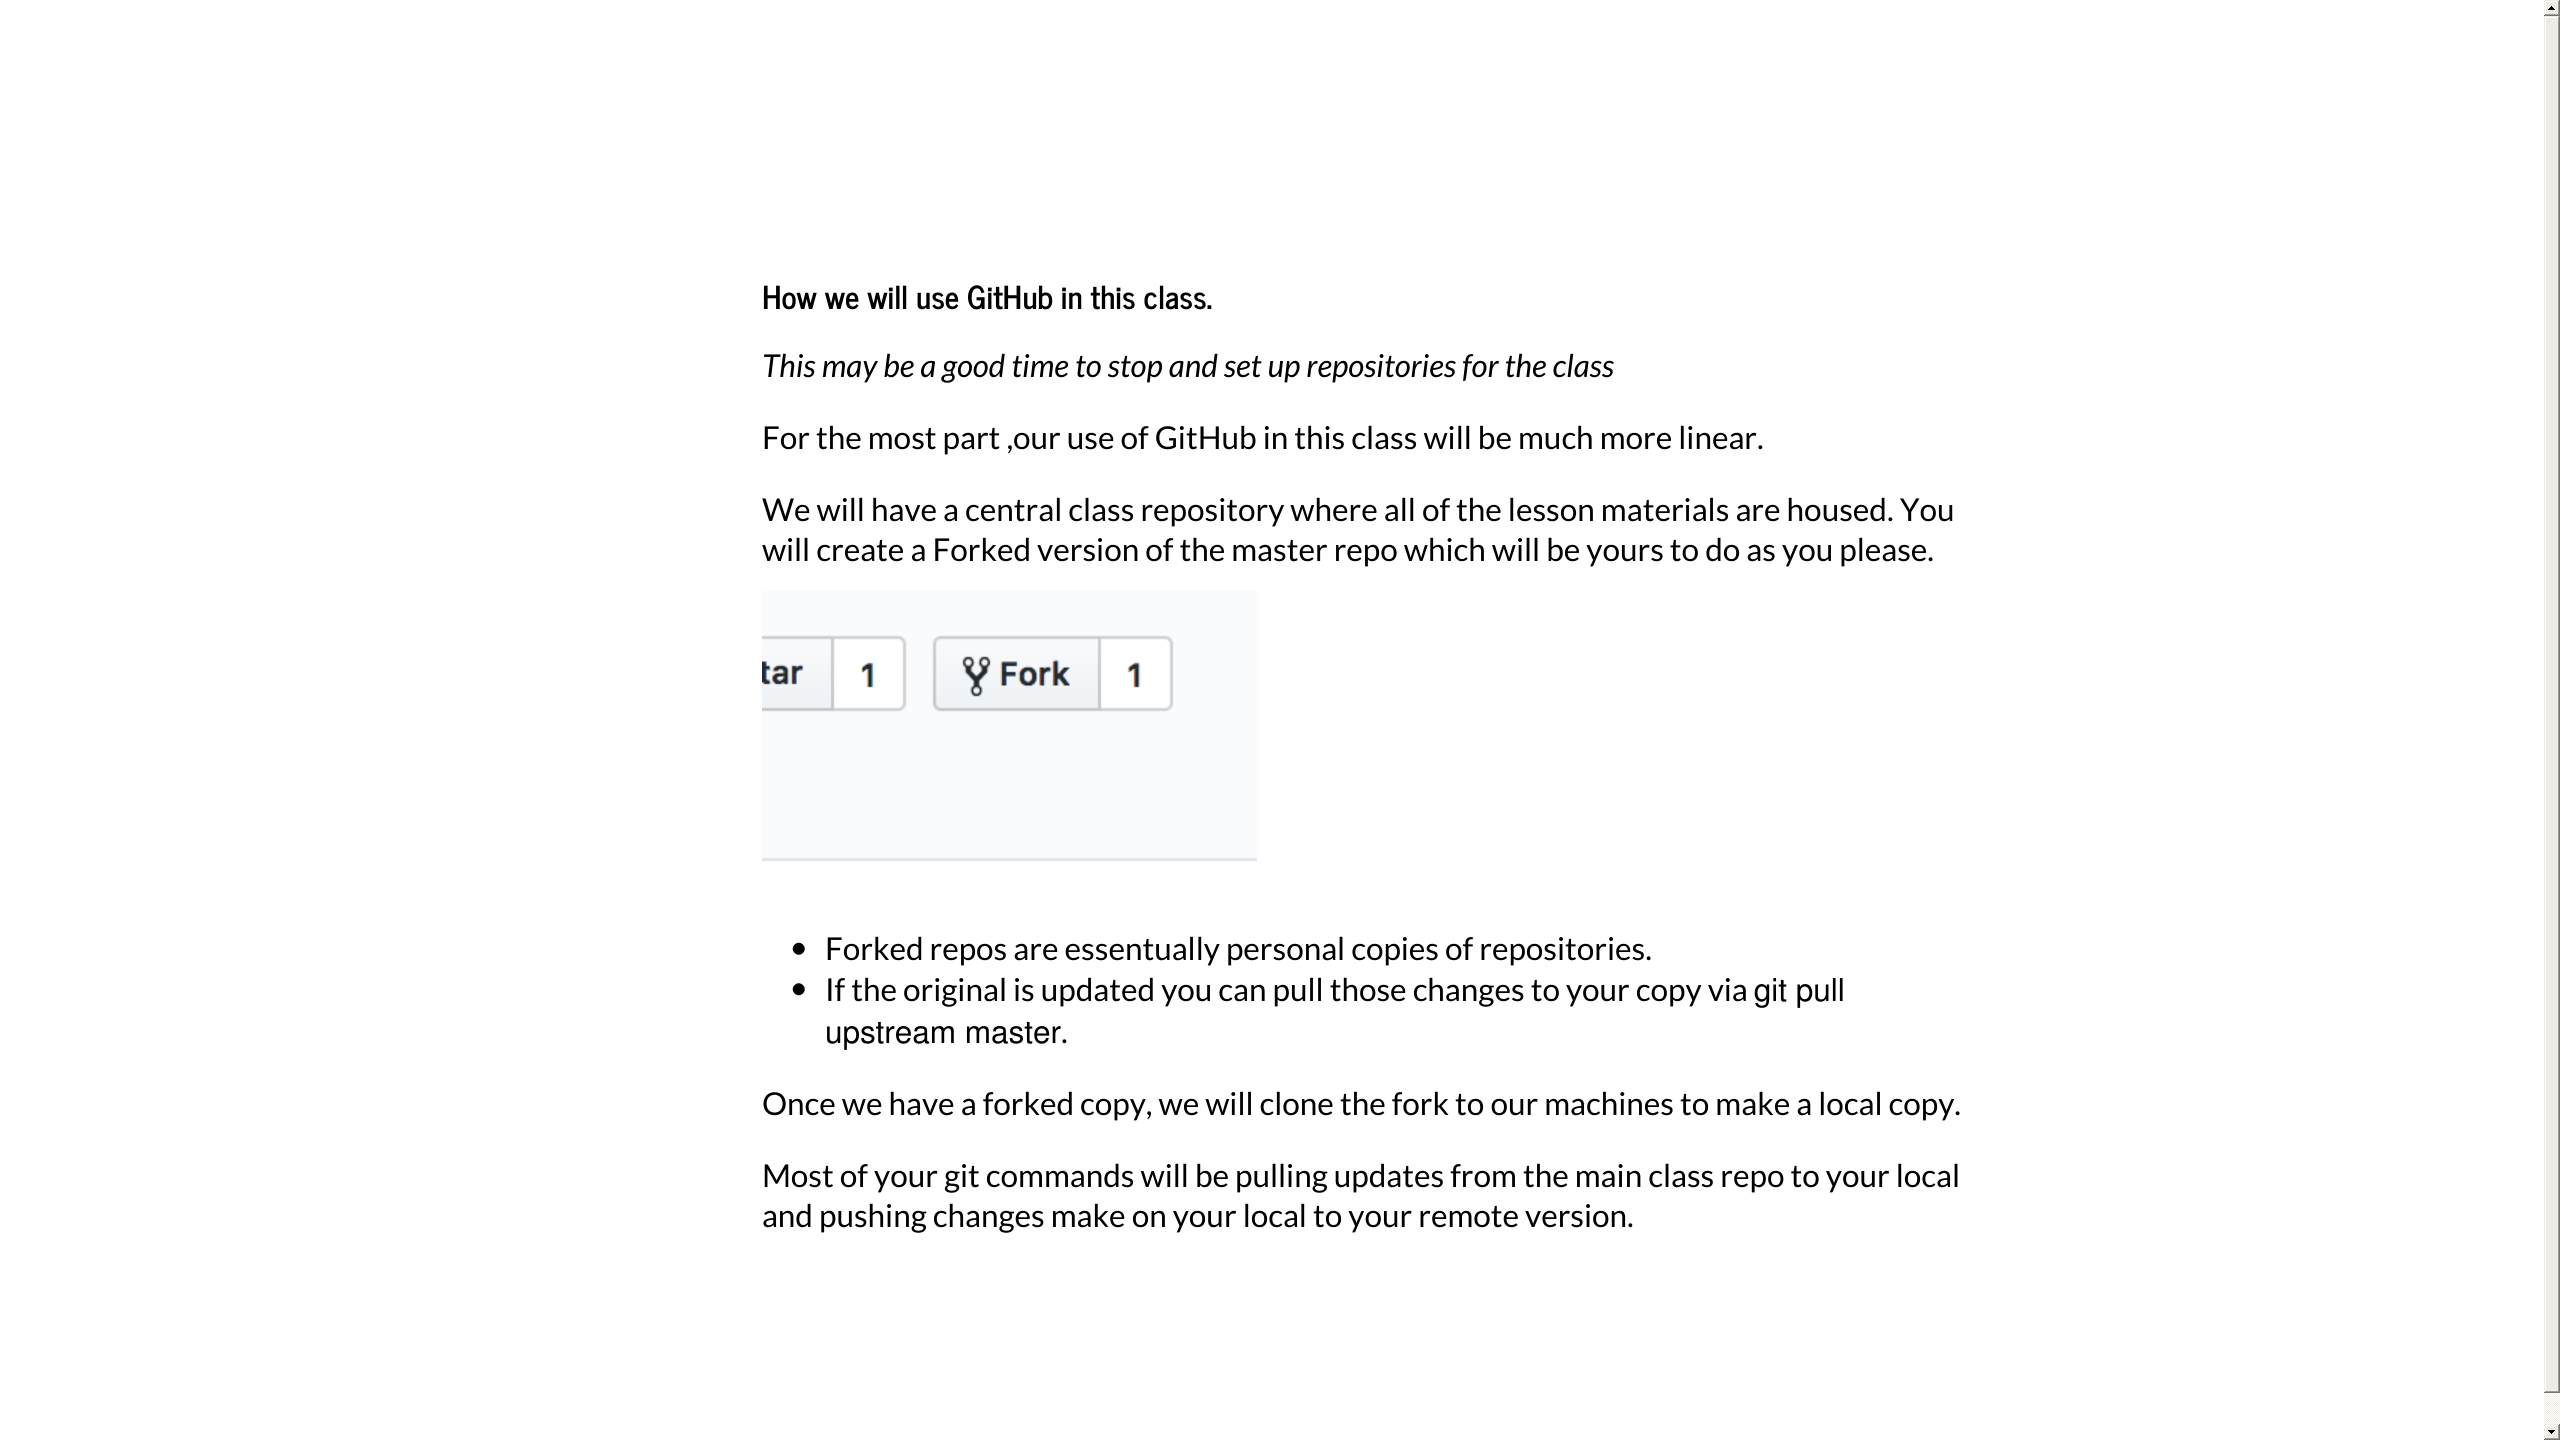 How we will use GitHub in this class.
This may be a good time to stop and set up repositories for the class
For the most part ,our use of GitHub in this class will be much more linear.
We will have a central class repository where all of the lesson materials are housed. You
will create a Forked version of the master repo which will be yours to do as you please.
tar 1 Fork 1
Forked repos are essentually personal copies of repositories.
If the original is updated you can pull those changes to your copy via git pull
upstream master.
Once we have a forked copy, we will clone the fork to our machines to make a local copy.
Most of your git commands will be pulling updates from the main class repo to your local
and pushing changes make on your local to your remote version.